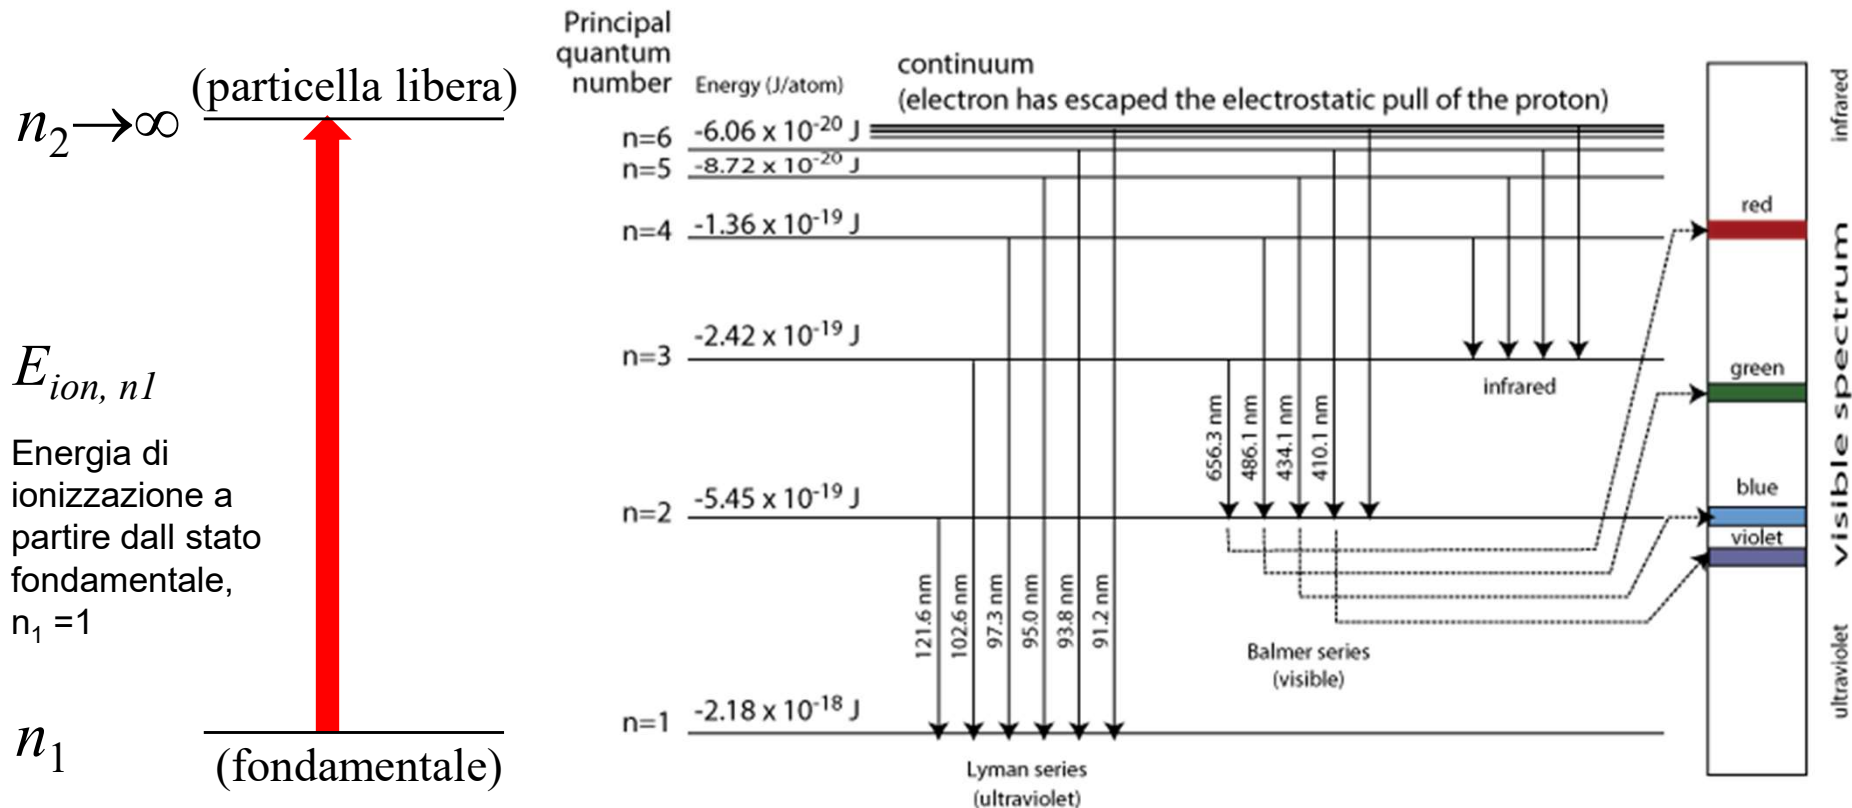 n₂→∞
(particella libera)
E_ion, n1
Energia di
ionizzazione a
partire dall stato
fondamentale,
n₁ =1
n₁
(fondamentale)
Principal
quantum
number
Energy (J/atom)
continuum
(electron has escaped the electrostatic pull of the proton)
n=6 -6.06 x 10⁻²⁰ J
n=5 -8.72 x 10⁻²⁰ J
n=4 -1.36 x 10⁻¹⁹ J
n=3 -2.42 x 10⁻¹⁹ J
n=2 -5.45 x 10⁻¹⁹ J
n=1 -2.18 x 10⁻¹⁸ J
121.6 nm
102.6 nm
97.3 nm
95.0 nm
93.8 nm
91.2 nm
Lyman series
(ultraviolet)
656.3 nm
486.1 nm
434.1 nm
410.1 nm
Balmer series
(visible)
infrared
red
green
blue
violet
infrared
visible spectrum
ultraviolet